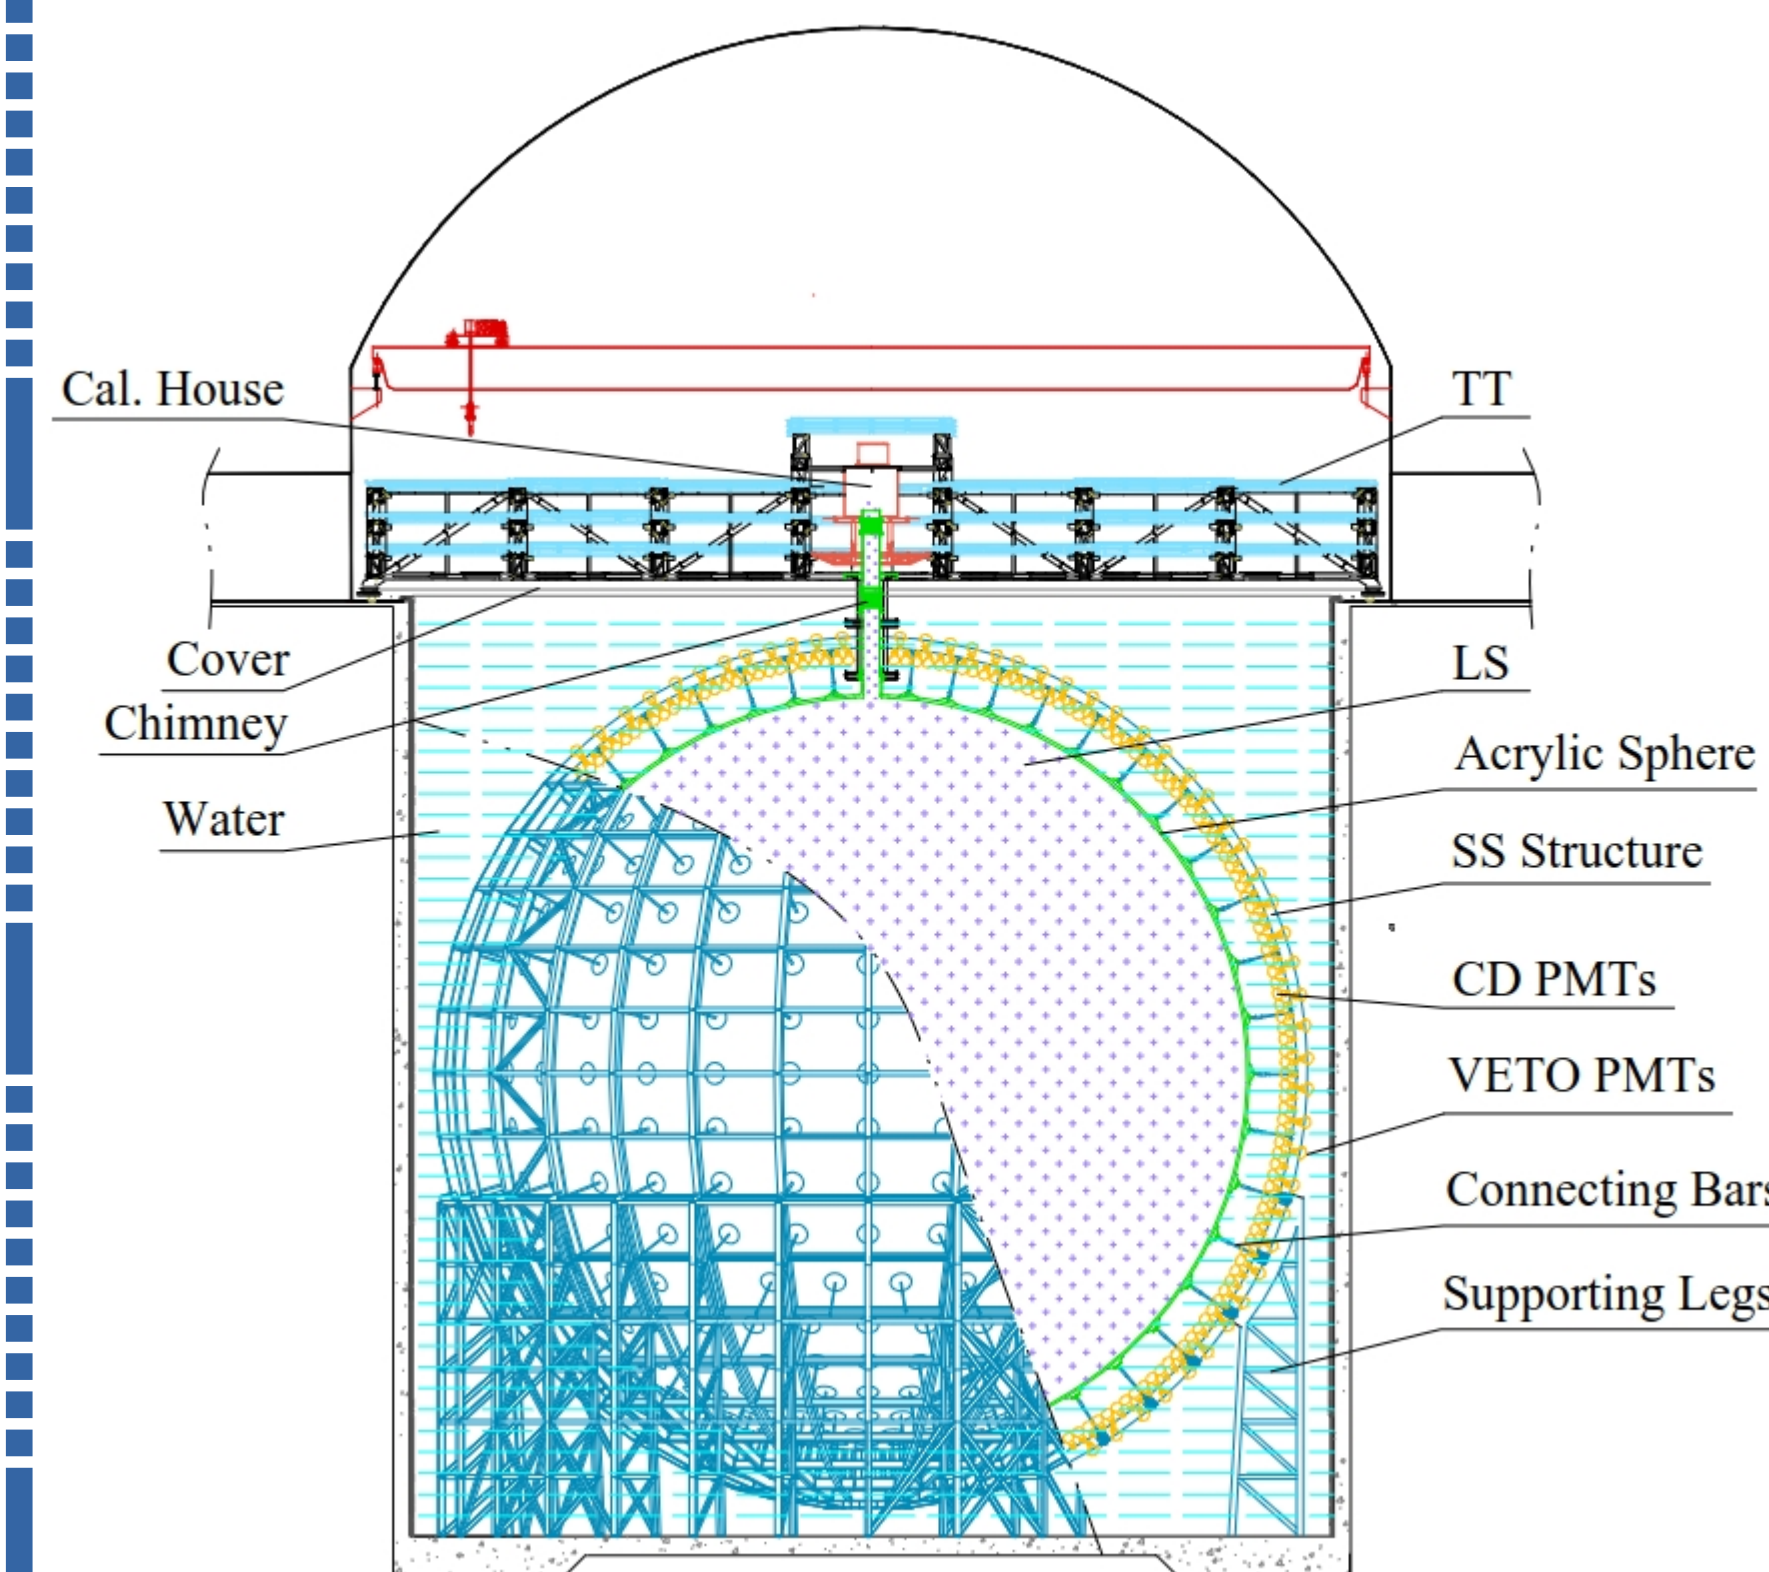 Cal. House
TT
Cover
Chimney
Water
LS
Acrylic Sphere
SS Structure
CD PMTs
VETO PMTs
Connecting Bars
Supporting Legs